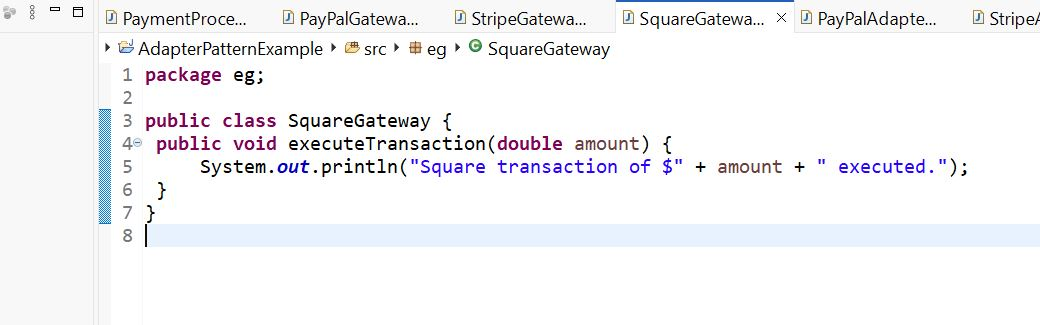 PaymentProce... PayPalGatewa... StripeGatewa... SquareGatewa... PayPalAdapte... StripeA
AdapterPatternExample src eg SquareGateway
1 package eg;
2
3 public class SquareGateway {
4 public void executeTransaction(double amount) {
5 System.out.println("Square transaction of $" + amount + " executed.");
6 }
7 }
8